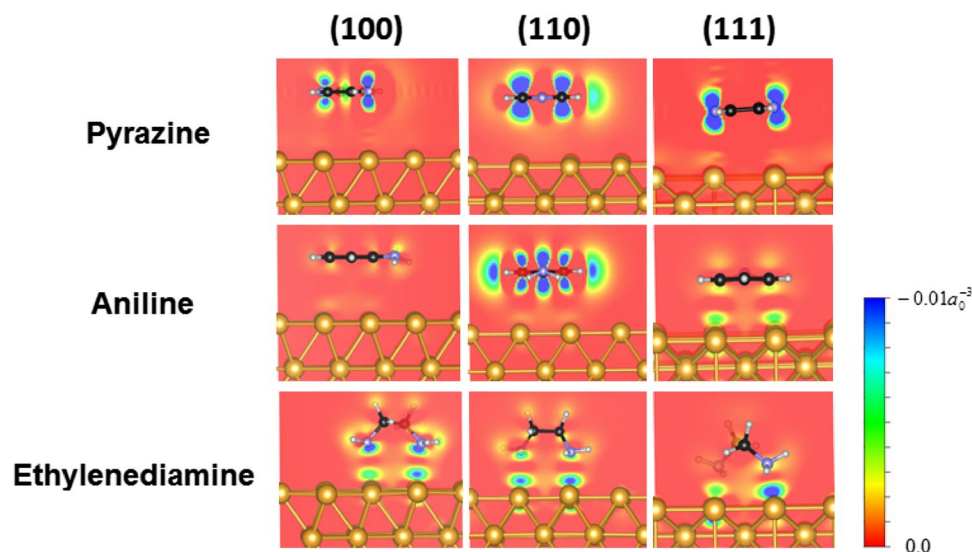 (100) (110) (111)
Pyrazine
Aniline
Ethylenediamine
−0.01a₀⁻³
0.0